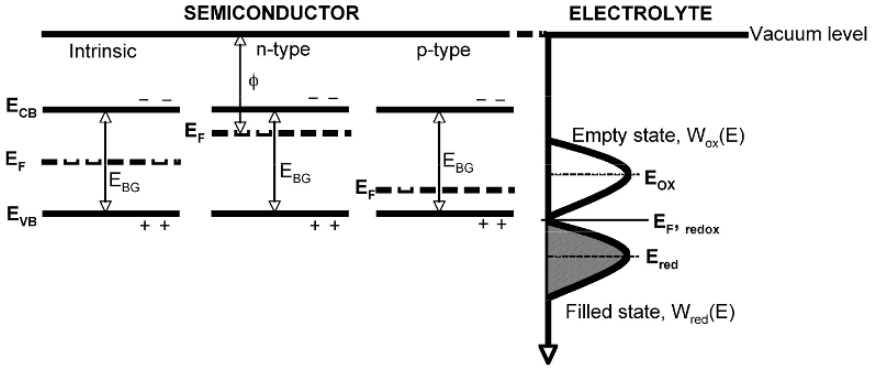 SEMICONDUCTOR
ELECTROLYTE
Vacuum level
Intrinsic
n-type
p-type
ϕ
E_CB
− −
− −
− −
E_F
E_F
E_F
E_BG
E_BG
E_BG
E_VB
+ +
+ +
+ +
Empty state, W_ox(E)
E_OX
E_F, redox
E_red
Filled state, W_red(E)